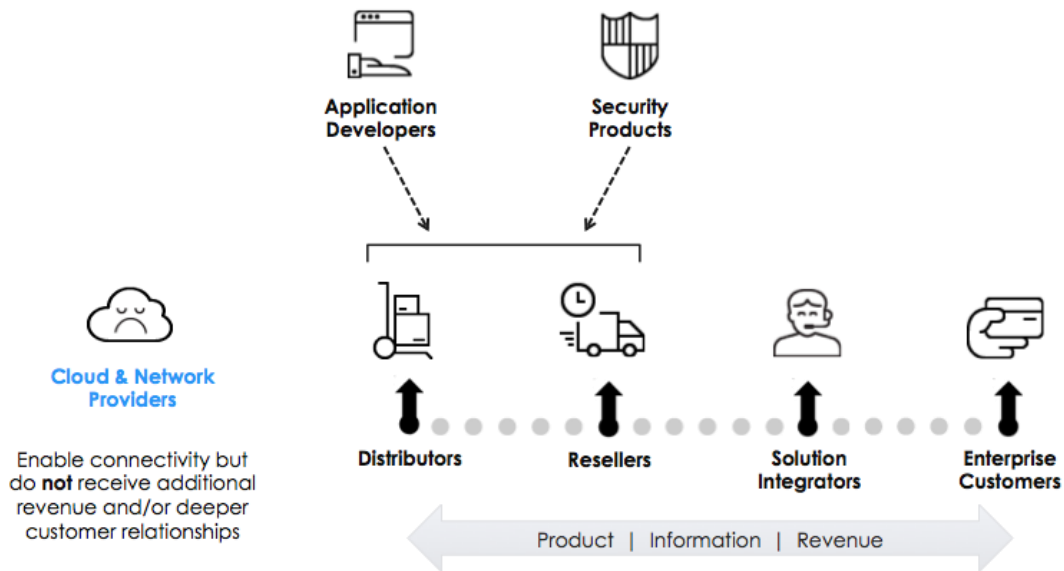 Application
Developers
Security
Products
Cloud & Network
Providers
Enable connectivity but
do not receive additional
revenue and/or deeper
customer relationships
Distributors
Resellers
Solution
Integrators
Enterprise
Customers
Product | Information | Revenue